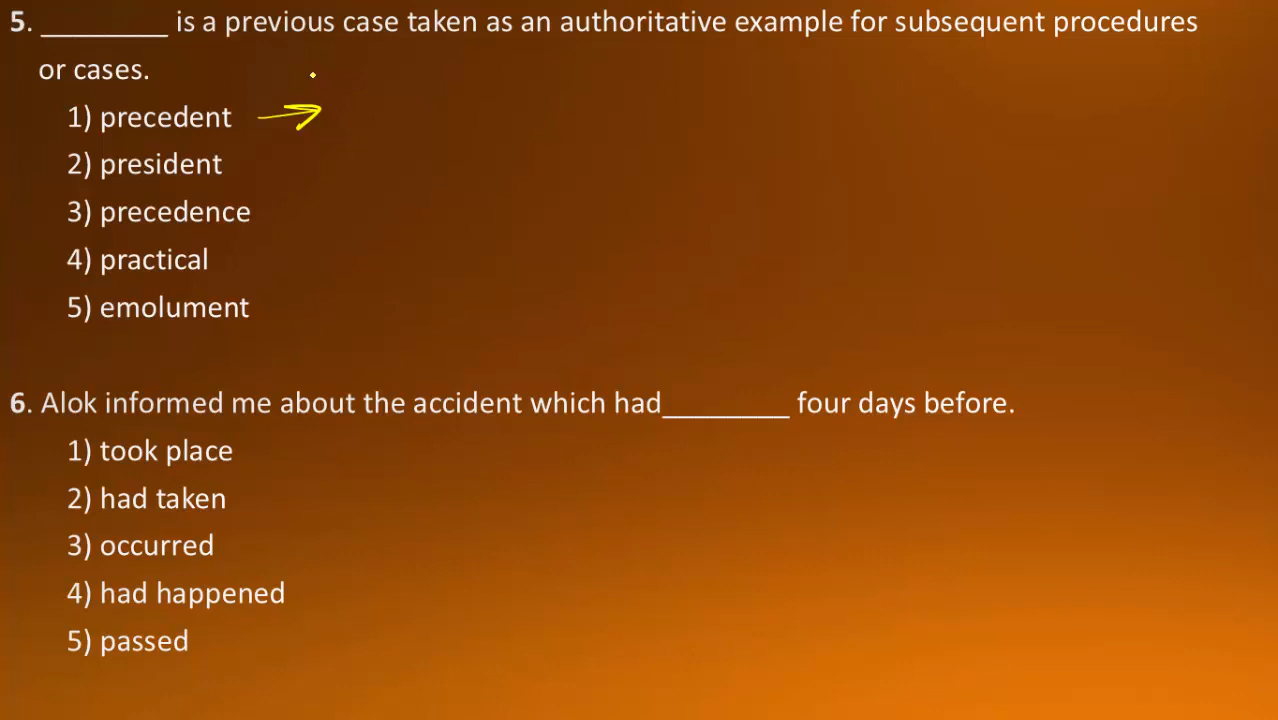 5. ________ is a previous case taken as an authoritative example for subsequent procedures
or cases.
1) precedent
2) president
3) precedence
4) practical
5) emolument
6. Alok informed me about the accident which had________ four days before.
1) took place
2) had taken
3) occurred
4) had happened
5) passed